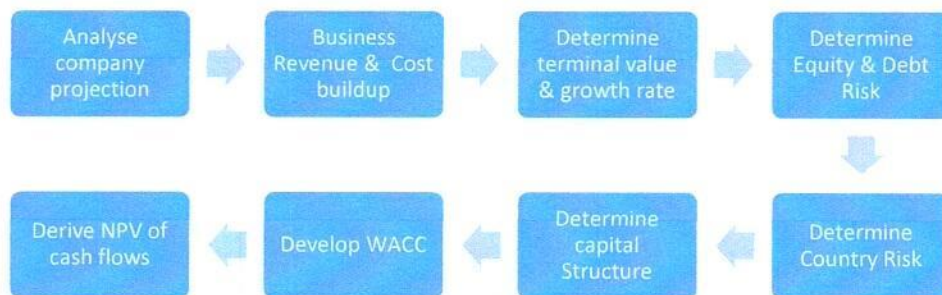 Analyse
company
projection
Business
Revenue & Cost
buildup
Determine
terminal value
& growth rate
Determine
Equity & Debt
Risk
Determine
Country Risk
Determine
capital
Structure
Develop WACC
Derive NPV of
cash flows